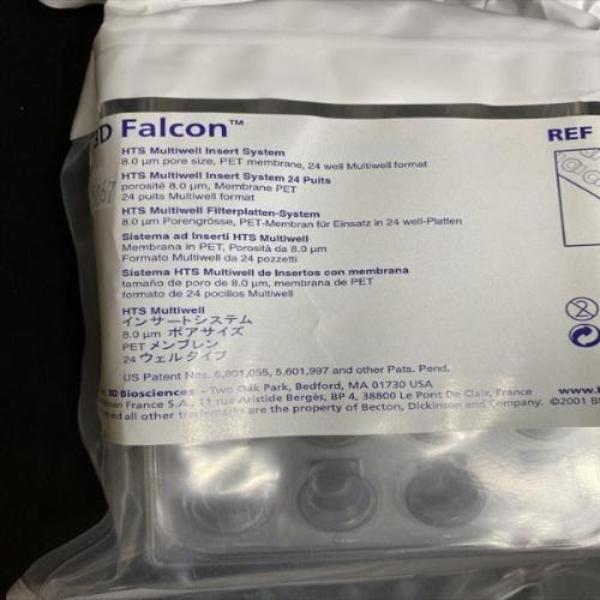 D Falcon™
REF
HTS Multiwell Insert System
8.0 µm pore size, PET membrane, 24 well Multiwell format
HTS Multiwell Insert System 24 Puits
porosité 8.0 µm, Membrane PET
24 puits Multiwell format
HTS Multiwell Filterplatten-System
8.0 µm Porengrösse, PET-Membran für Einsatz in 24 well-Platten
Sistema ad Inserti HTS Multiwell
Membrana in PET, Porosità da 8.0 µm
Formato Multiwell da 24 pozzetti
Sistema HTS Multiwell de Insertos con membrana
tamaño de poro de 8.0 µm, membrana de PET
formato de 24 pocillos Multiwell
HTS Multiwell
インサートシステム
8.0 µm ポアサイズ
PET メンブレン
24 ウェルタイプ
US Patent Nos. 5,801,055, 5,601,997 and other Pats. Pend.
BD Biosciences – Two Oak Park, Bedford, MA 01730 USA
France S.A., 11 rue Aristide Bergès, BP 4, 38800 Le Pont De Claix, France
and all other trademarks are the property of Becton, Dickinson and Company. ©2001